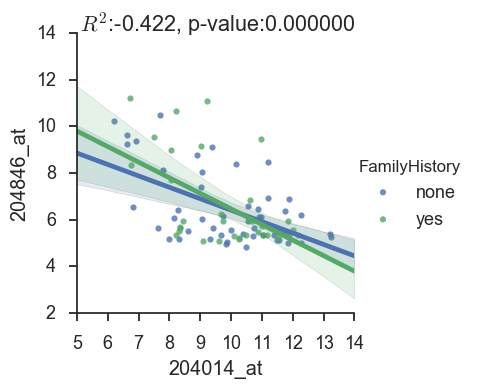 R²:-0.422, p-value:0.000000
14
12
10
8
6
4
2
204846_at
5 6 7 8 9 10 11 12 13 14
204014_at
FamilyHistory
none
yes